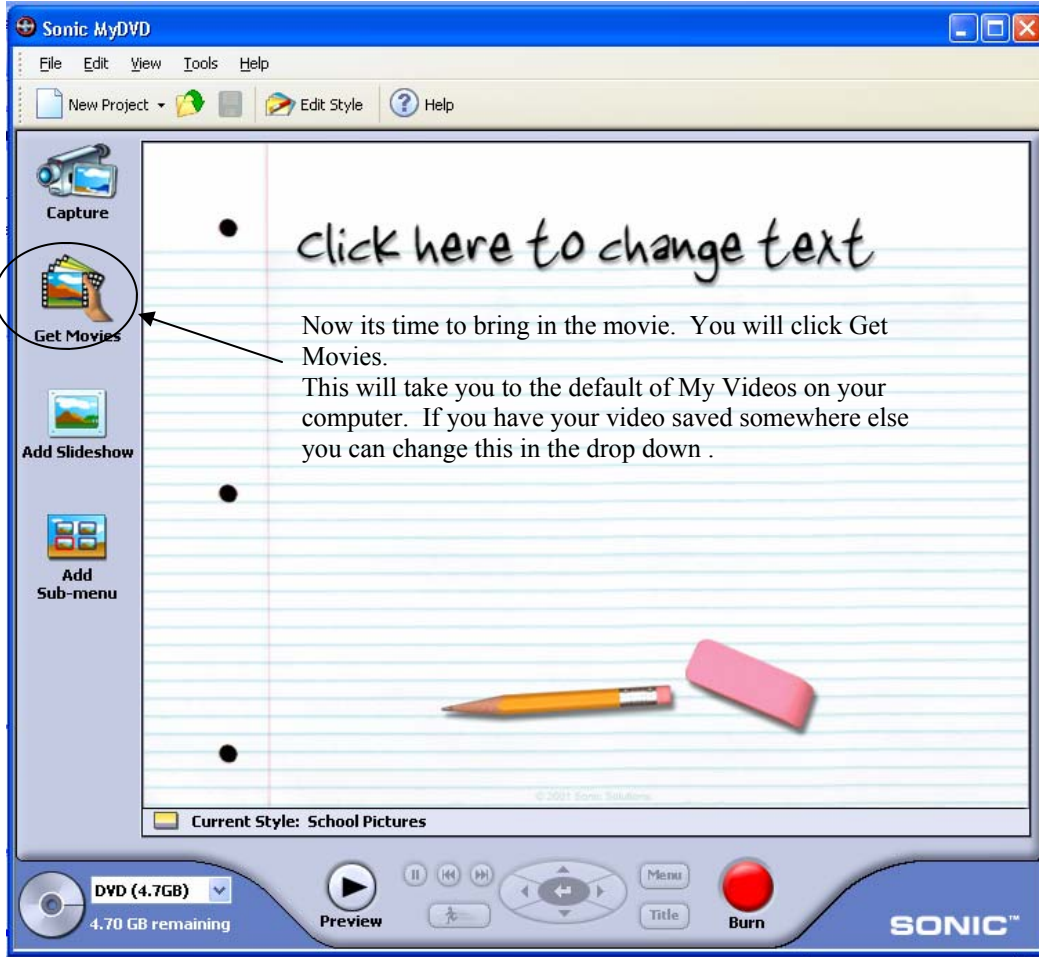 Sonic MyDVD
File Edit View Tools Help
New Project Edit Style Help
Capture
Get Movies
Add Slideshow
Add
Sub-menu
click here to change text
Now its time to bring in the movie. You will click Get
Movies.
This will take you to the default of My Videos on your
computer. If you have your video saved somewhere else
you can change this in the drop down .
© 2001 Sonic Solutions
Current Style: School Pictures
DVD (4.7GB)
4.70 GB remaining
Preview
Menu
Title
Burn
SONIC™